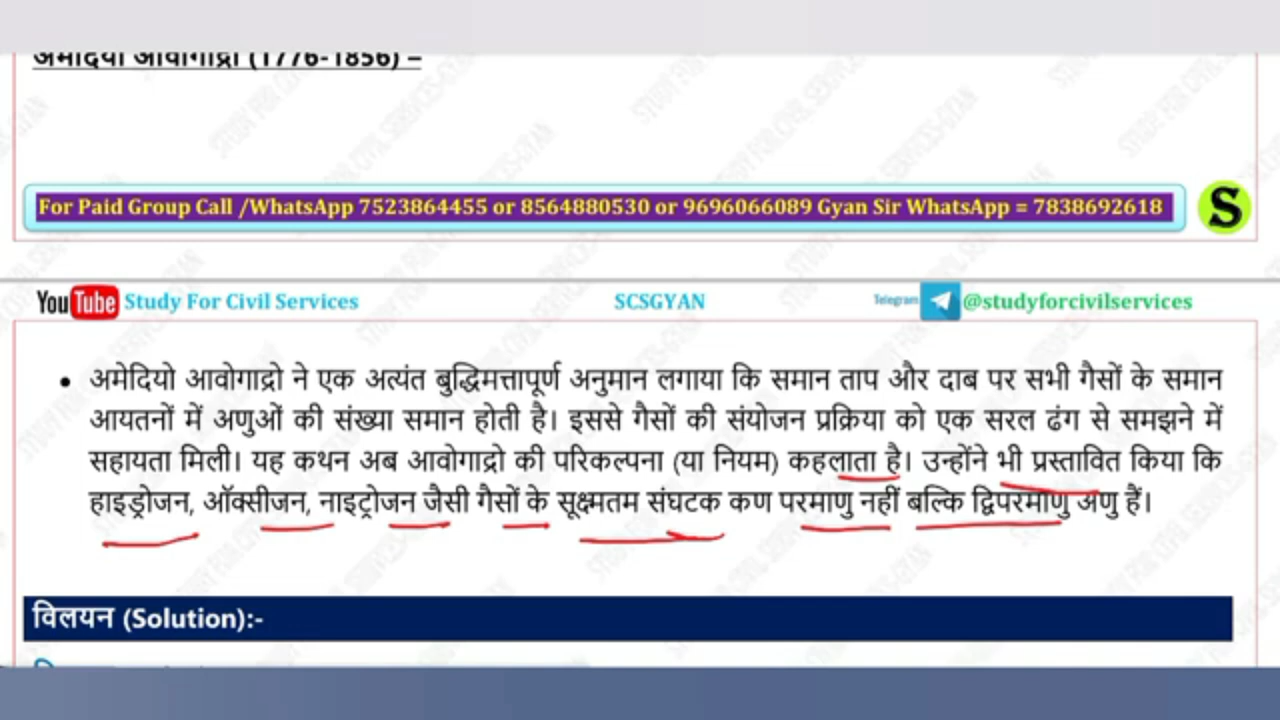 अमेदियो आवोगाद्रो (1776-1856) –
For Paid Group Call /WhatsApp 7523864455 or 8564880530 or 9696066089 Gyan Sir WhatsApp = 7838692618
S
YouTube Study For Civil Services SCSGYAN Telegram @studyforcivilservices
• अमेदियो आवोगाद्रो ने एक अत्यंत बुद्धिमत्तापूर्ण अनुमान लगाया कि समान ताप और दाब पर सभी गैसों के समान
आयतनों में अणुओं की संख्या समान होती है। इससे गैसों की संयोजन प्रक्रिया को एक सरल ढंग से समझने में
सहायता मिली। यह कथन अब आवोगाद्रो की परिकल्पना (या नियम) कहलाता है। उन्होंने भी प्रस्तावित किया कि
हाइड्रोजन, ऑक्सीजन, नाइट्रोजन जैसी गैसों के सूक्ष्मतम संघटक कण परमाणु नहीं बल्कि द्विपरमाणु अणु हैं।
विलयन (Solution):-